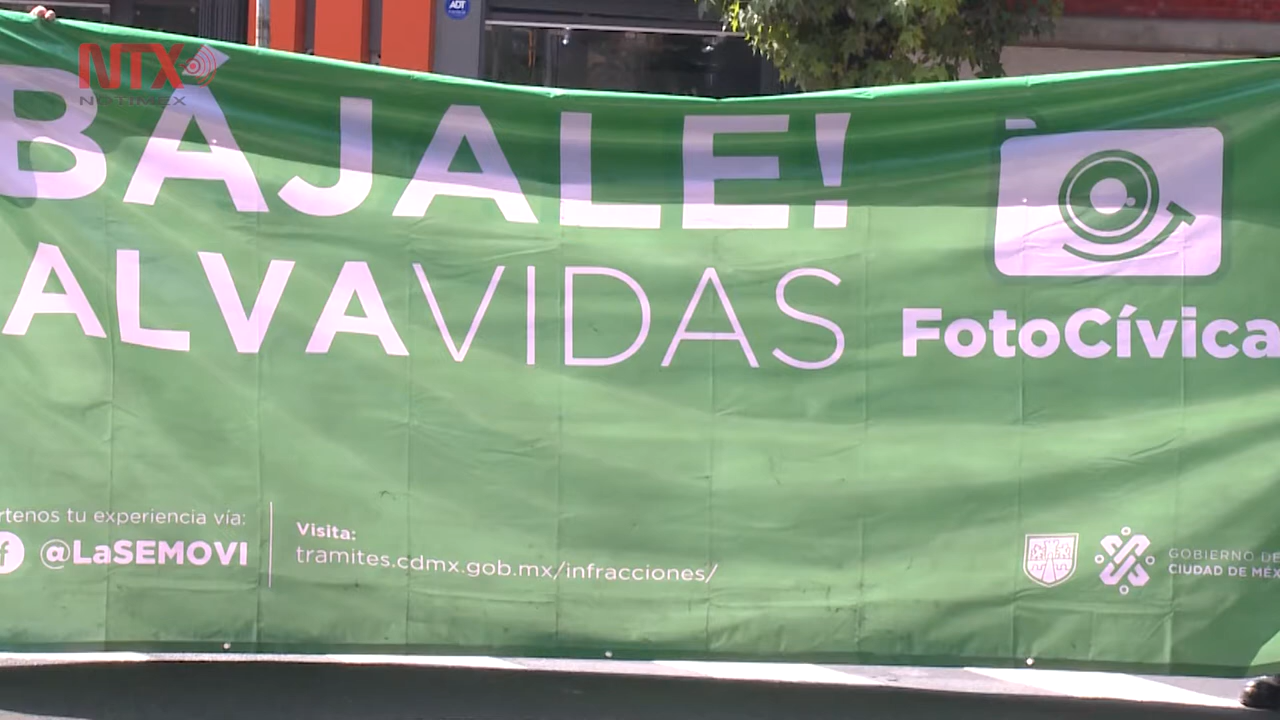 ADT
NTX
NOTIMEX
BÁJALE!
ALVAVIDAS
FotoCívica
rtenos tu experiencia vía:
@LaSEMOVI
Visita:
tramites.cdmx.gob.mx/infracciones/
GOBIERNO DE
CIUDAD DE MÉX